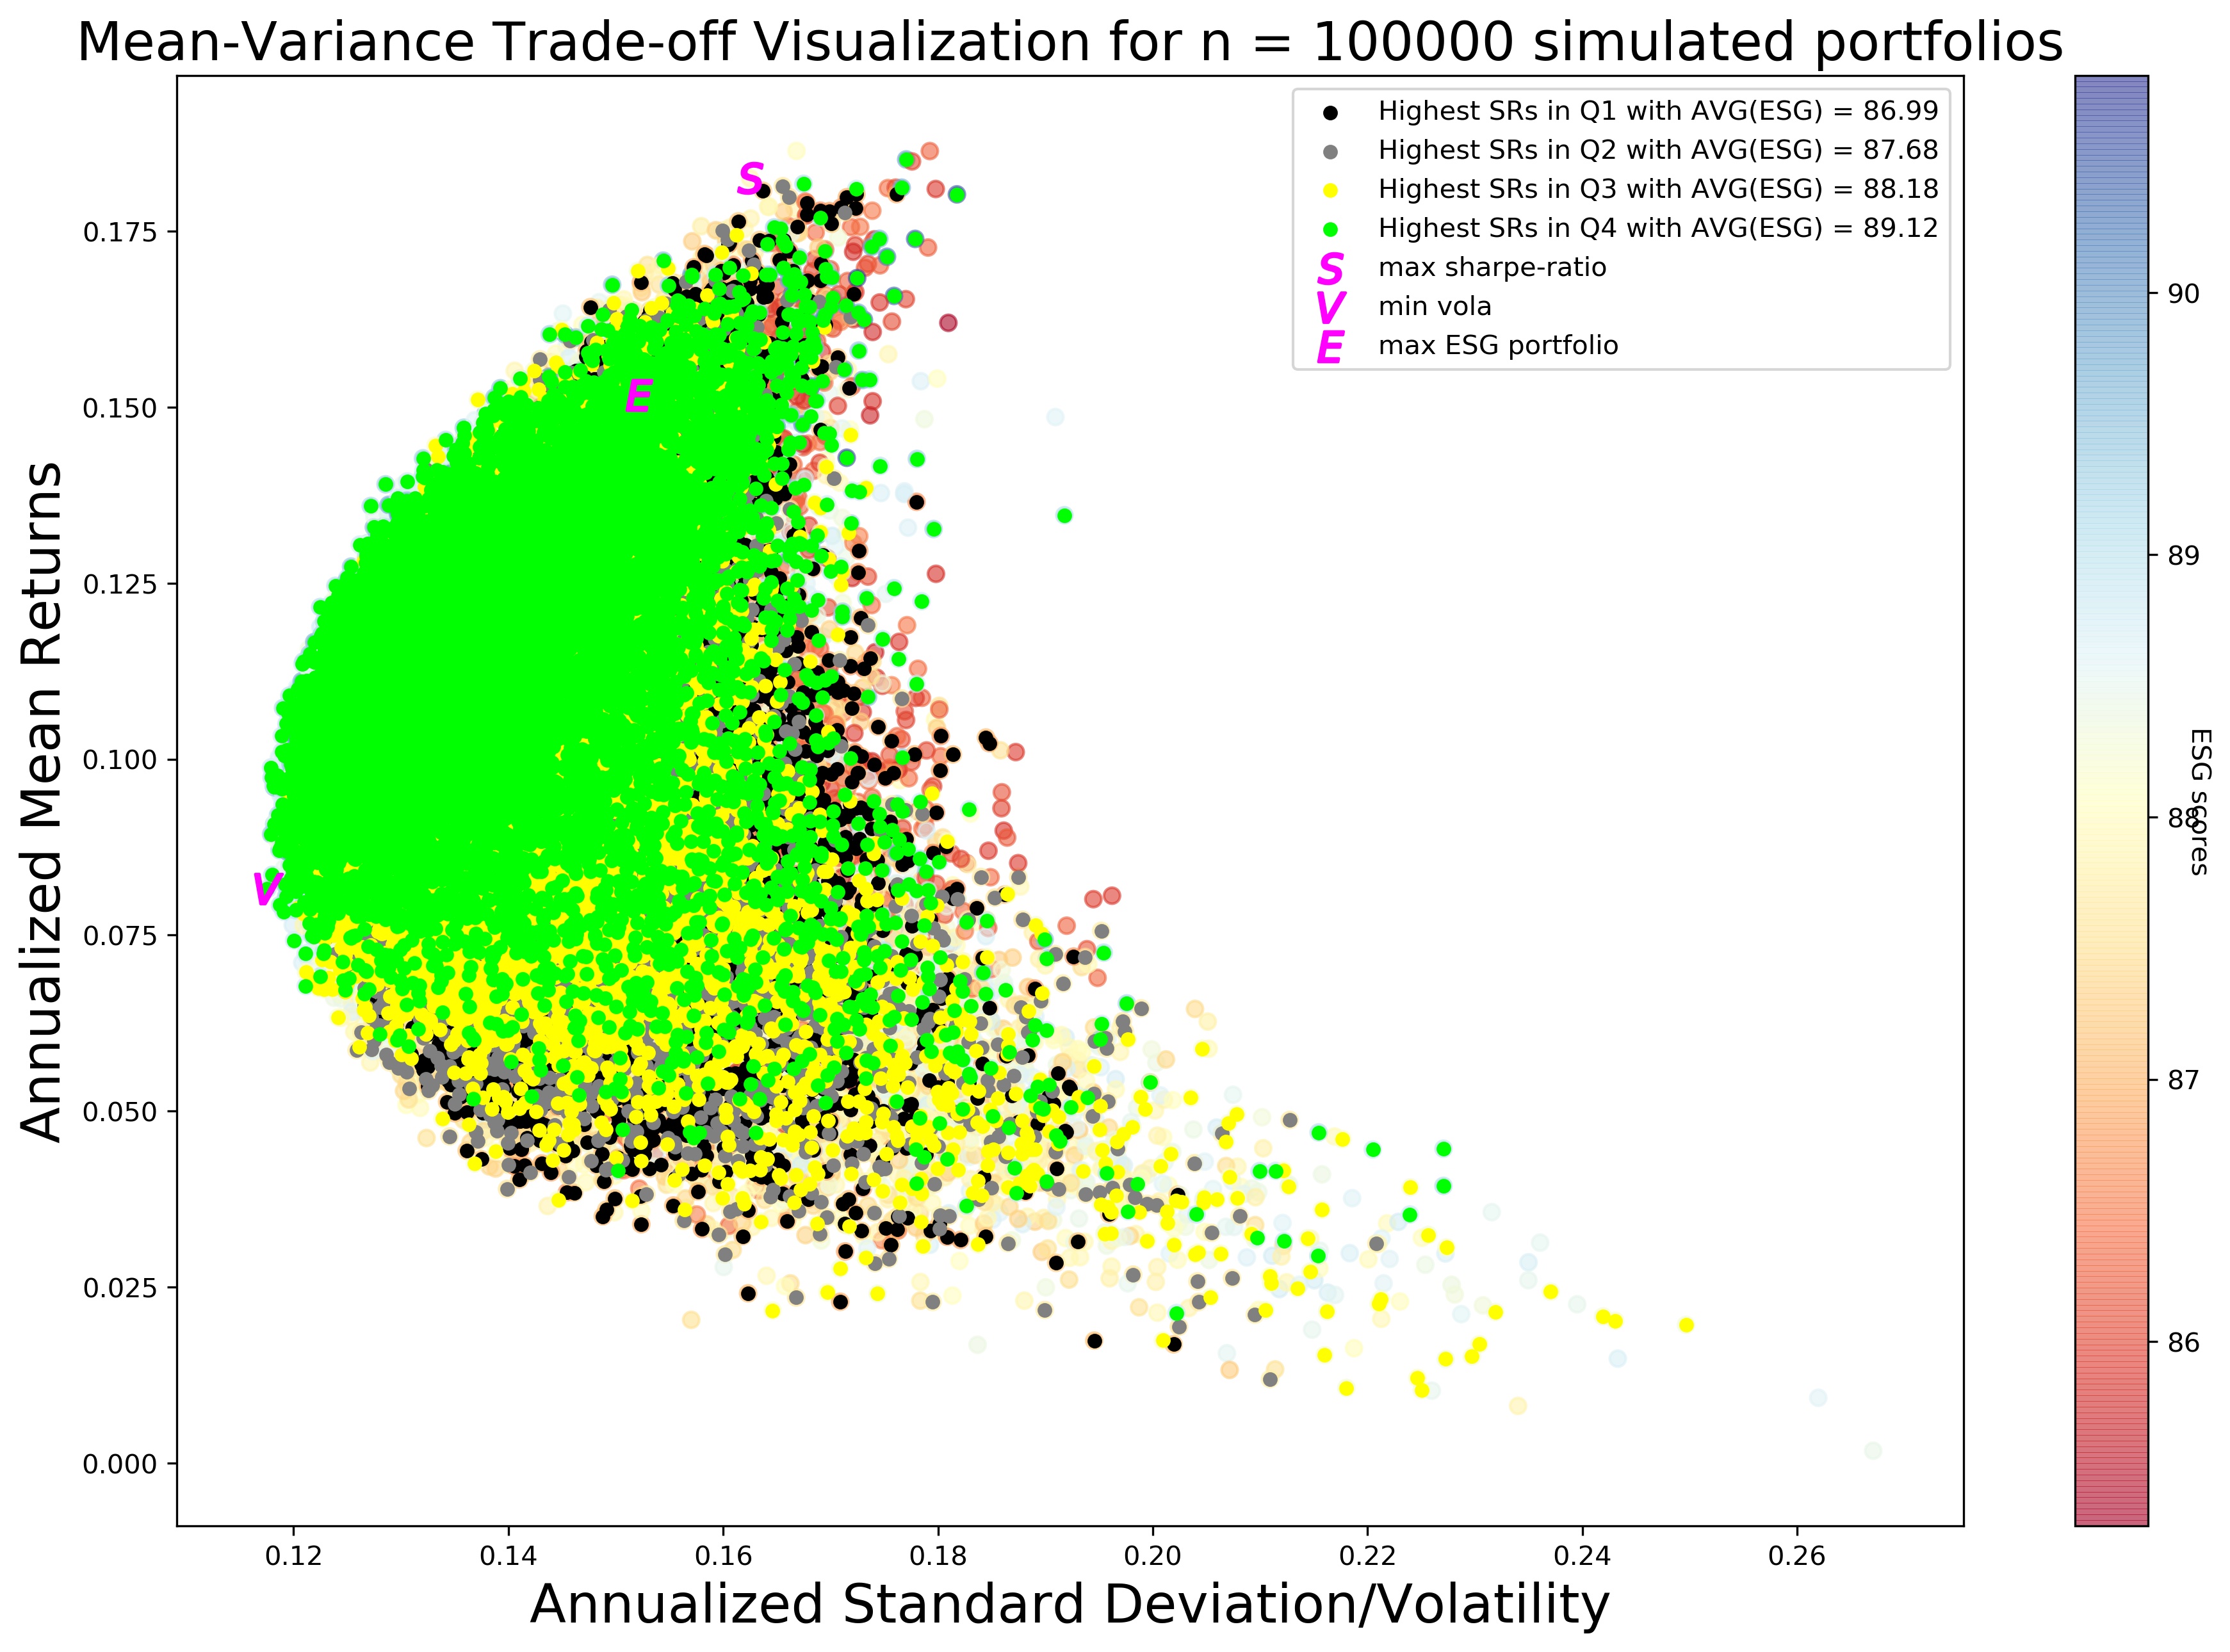 Mean-Variance Trade-off Visualization for n = 100000 simulated portfolios
Highest SRs in Q1 with AVG(ESG) = 86.99
Highest SRs in Q2 with AVG(ESG) = 87.68
Highest SRs in Q3 with AVG(ESG) = 88.18
Highest SRs in Q4 with AVG(ESG) = 89.12
S max sharpe-ratio
V min vola
E max ESG portfolio
S
E
V
Annualized Mean Returns
0.175
0.150
0.125
0.100
0.075
0.050
0.025
0.000
0.12 0.14 0.16 0.18 0.20 0.22 0.24 0.26
Annualized Standard Deviation/Volatility
90
89
88
87
86
ESG scores